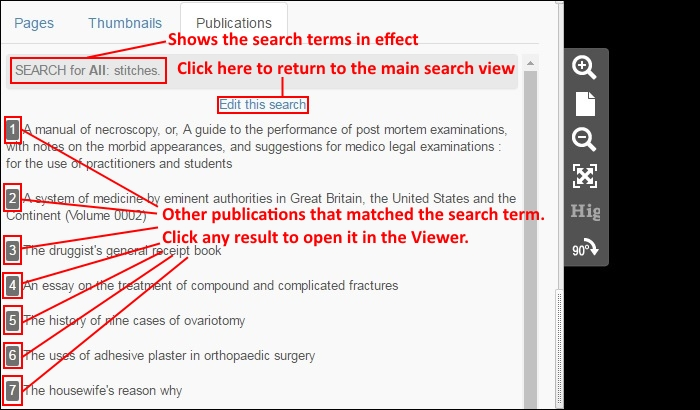 Pages Thumbnails Publications
Shows the search terms in effect
SEARCH for All: stitches.
Click here to return to the main search view
Edit this search
1 A manual of necroscopy, or, A guide to the performance of post mortem examinations,
with notes on the morbid appearances, and suggestions for medico legal examinations :
for the use of practitioners and students
2 A system of medicine by eminent authorities in Great Britain, the United States and the
Continent (Volume 0002)
Other publications that matched the search term.
Click any result to open it in the Viewer.
3 The druggist's general receipt book
4 An essay on the treatment of compound and complicated fractures
5 The history of nine cases of ovariotomy
6 The uses of adhesive plaster in orthopaedic surgery
7 The housewife's reason why
Hig
90°